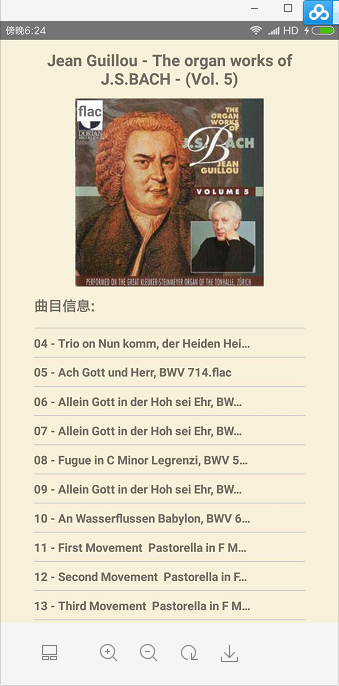 傍晚6:24
HD
Jean Guillou - The organ works of
J.S.BACH - (Vol. 5)
flac
DORIAN
THE
ORGAN
WORKS
OF
J.S.BACH
JEAN
GUILLOU
VOLUME 5
PERFORMED ON THE GREAT KLEUKER-STEINMEYER ORGAN OF THE TONHALLE, ZÜRICH
曲目信息:
04 - Trio on Nun komm, der Heiden Hei...
05 - Ach Gott und Herr, BWV 714.flac
06 - Allein Gott in der Hoh sei Ehr, BW...
07 - Allein Gott in der Hoh sei Ehr, BW...
08 - Fugue in C Minor Legrenzi, BWV 5...
09 - Allein Gott in der Hoh sei Ehr, BW...
10 - An Wasserflussen Babylon, BWV 6...
11 - First Movement  Pastorella in F M...
12 - Second Movement  Pastorella in F...
13 - Third Movement  Pastorella in F M...